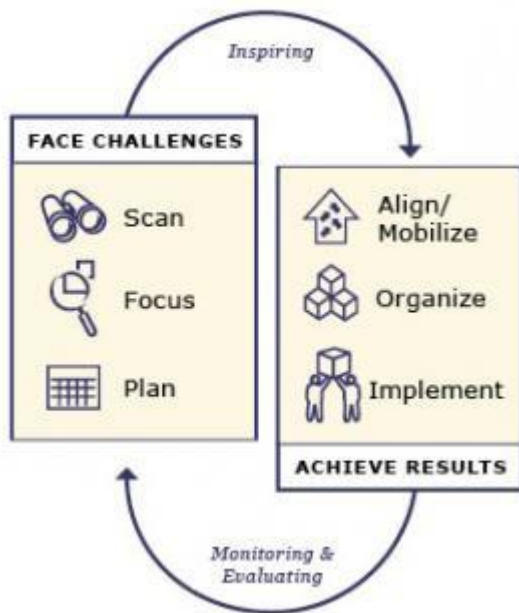 Inspiring
FACE CHALLENGES
Scan
Focus
Plan
Align/
Mobilize
Organize
Implement
ACHIEVE RESULTS
Monitoring &
Evaluating